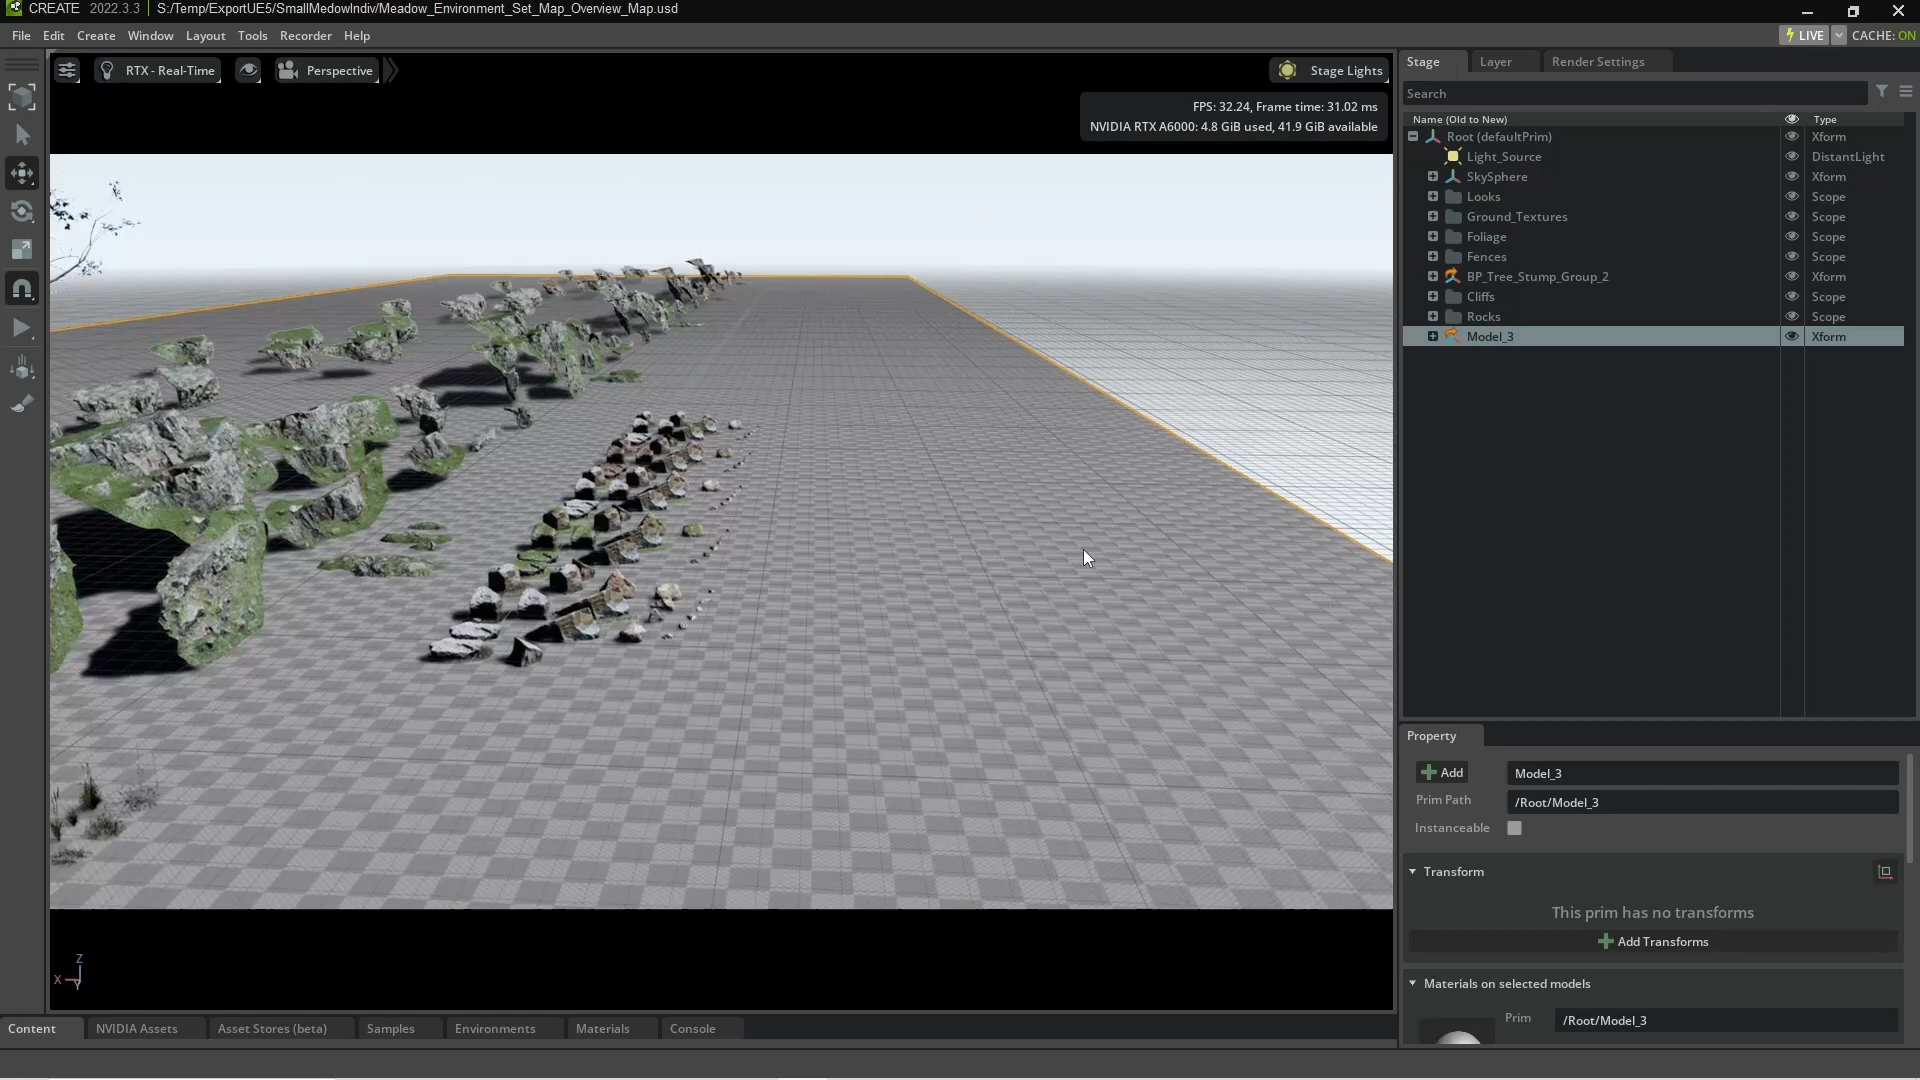 CREATE 2022.3.3 S:/Temp/ExportUE5/SmallMedowIndiv/Meadow_Environment_Set_Map_Overview_Map.usd
File Edit Create Window Layout Tools Recorder Help
LIVE CACHE: ON
RTX - Real-Time
Perspective
Stage Lights
FPS: 32.24, Frame time: 31.02 ms
NVIDIA RTX A6000: 4.8 GiB used, 41.9 GiB available
Stage Layer Render Settings
Search
Name (Old to New) Type
Root (defaultPrim) Xform
Light_Source DistantLight
SkySphere Xform
Looks Scope
Ground_Textures Scope
Foliage Scope
Fences Scope
BP_Tree_Stump_Group_2 Xform
Cliffs Scope
Rocks Scope
Model_3 Xform
Property
Add Model_3
Prim Path /Root/Model_3
Instanceable
Transform
This prim has no transforms
Add Transforms
Materials on selected models
Prim /Root/Model_3
Z
X Y
Content NVIDIA Assets Asset Stores (beta) Samples Environments Materials Console